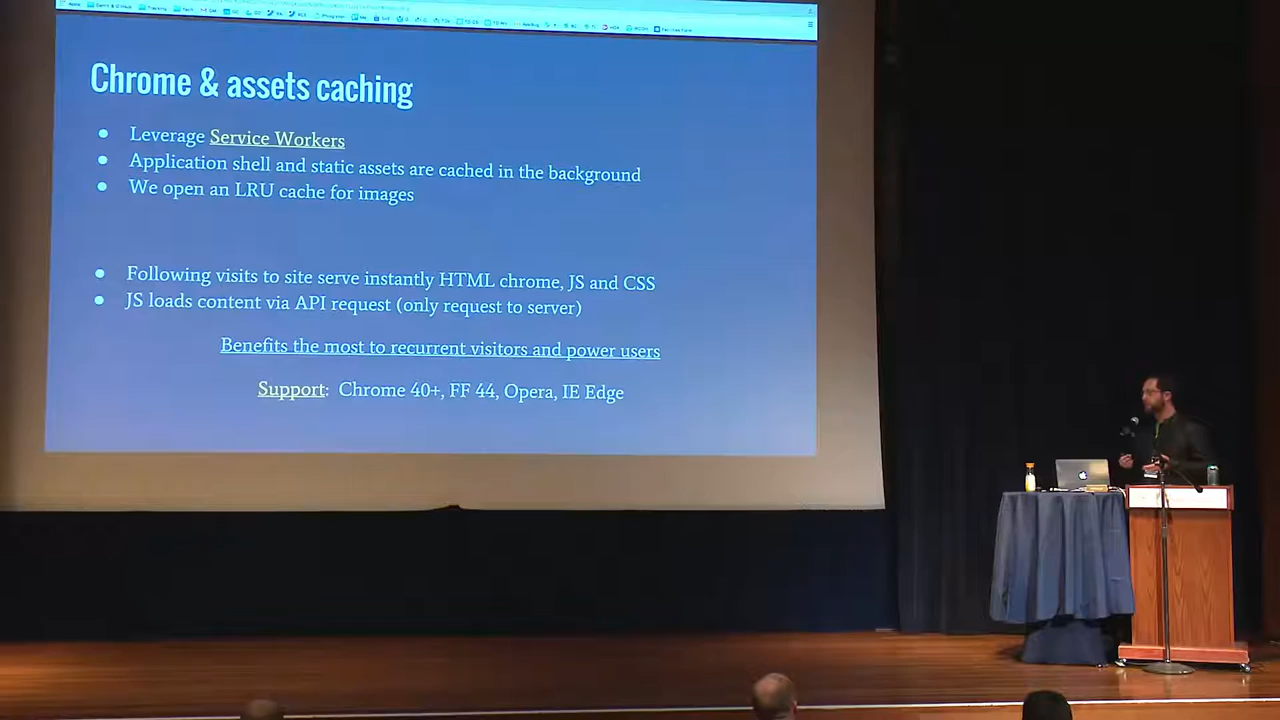 Chrome & assets caching
● Leverage Service Workers
● Application shell and static assets are cached in the background
● We open an LRU cache for images
● Following visits to site serve instantly HTML chrome, JS and CSS
● JS loads content via API request (only request to server)
Benefits the most to recurrent visitors and power users
Support: Chrome 40+, FF 44, Opera, IE Edge